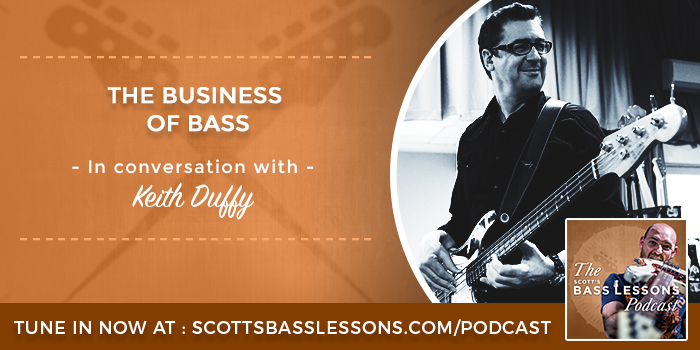 THE BUSINESS
OF BASS
- In conversation with -
Keith Duffy
The
SCOTT'S
BASS LESSONS
Podcast
TUNE IN NOW AT : SCOTTSBASSLESSONS.COM/PODCAST